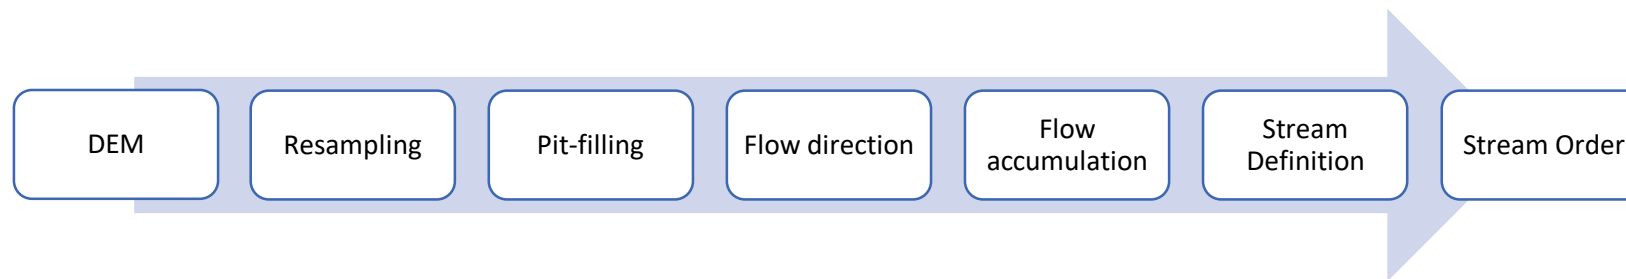 DEM
Resampling
Pit-filling
Flow direction
Flow
accumulation
Stream
Definition
Stream Order